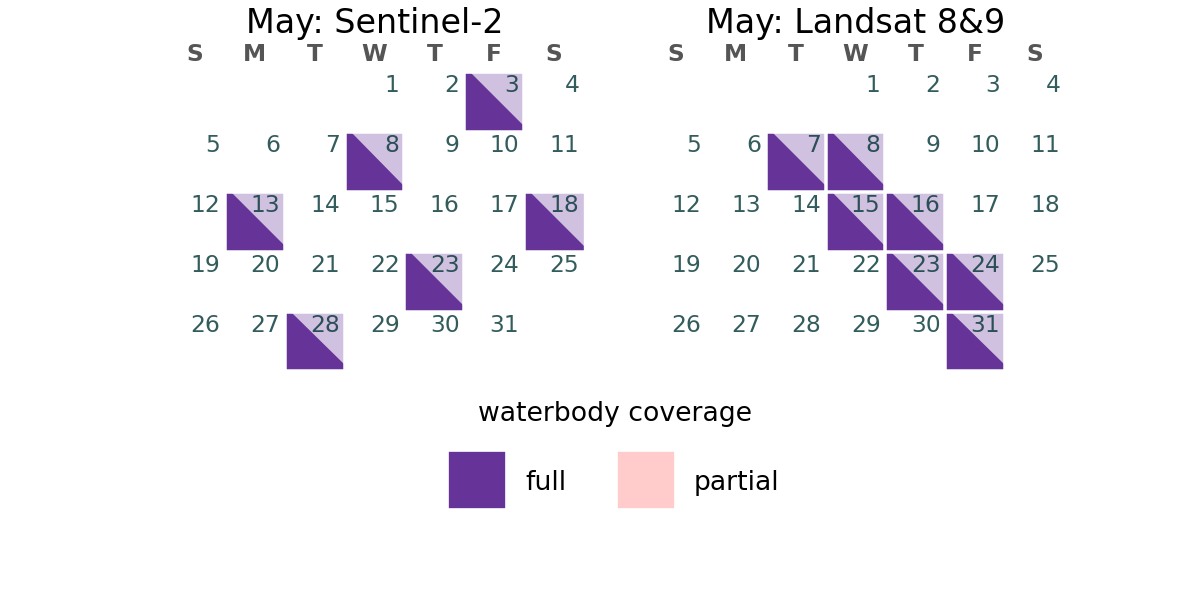 May: Sentinel-2
S M T W T F S
1 2 3 4
5 6 7 8 9 10 11
12 13 14 15 16 17 18
19 20 21 22 23 24 25
26 27 28 29 30 31
May: Landsat 8&9
S M T W T F S
1 2 3 4
5 6 7 8 9 10 11
12 13 14 15 16 17 18
19 20 21 22 23 24 25
26 27 28 29 30 31
waterbody coverage
full
partial